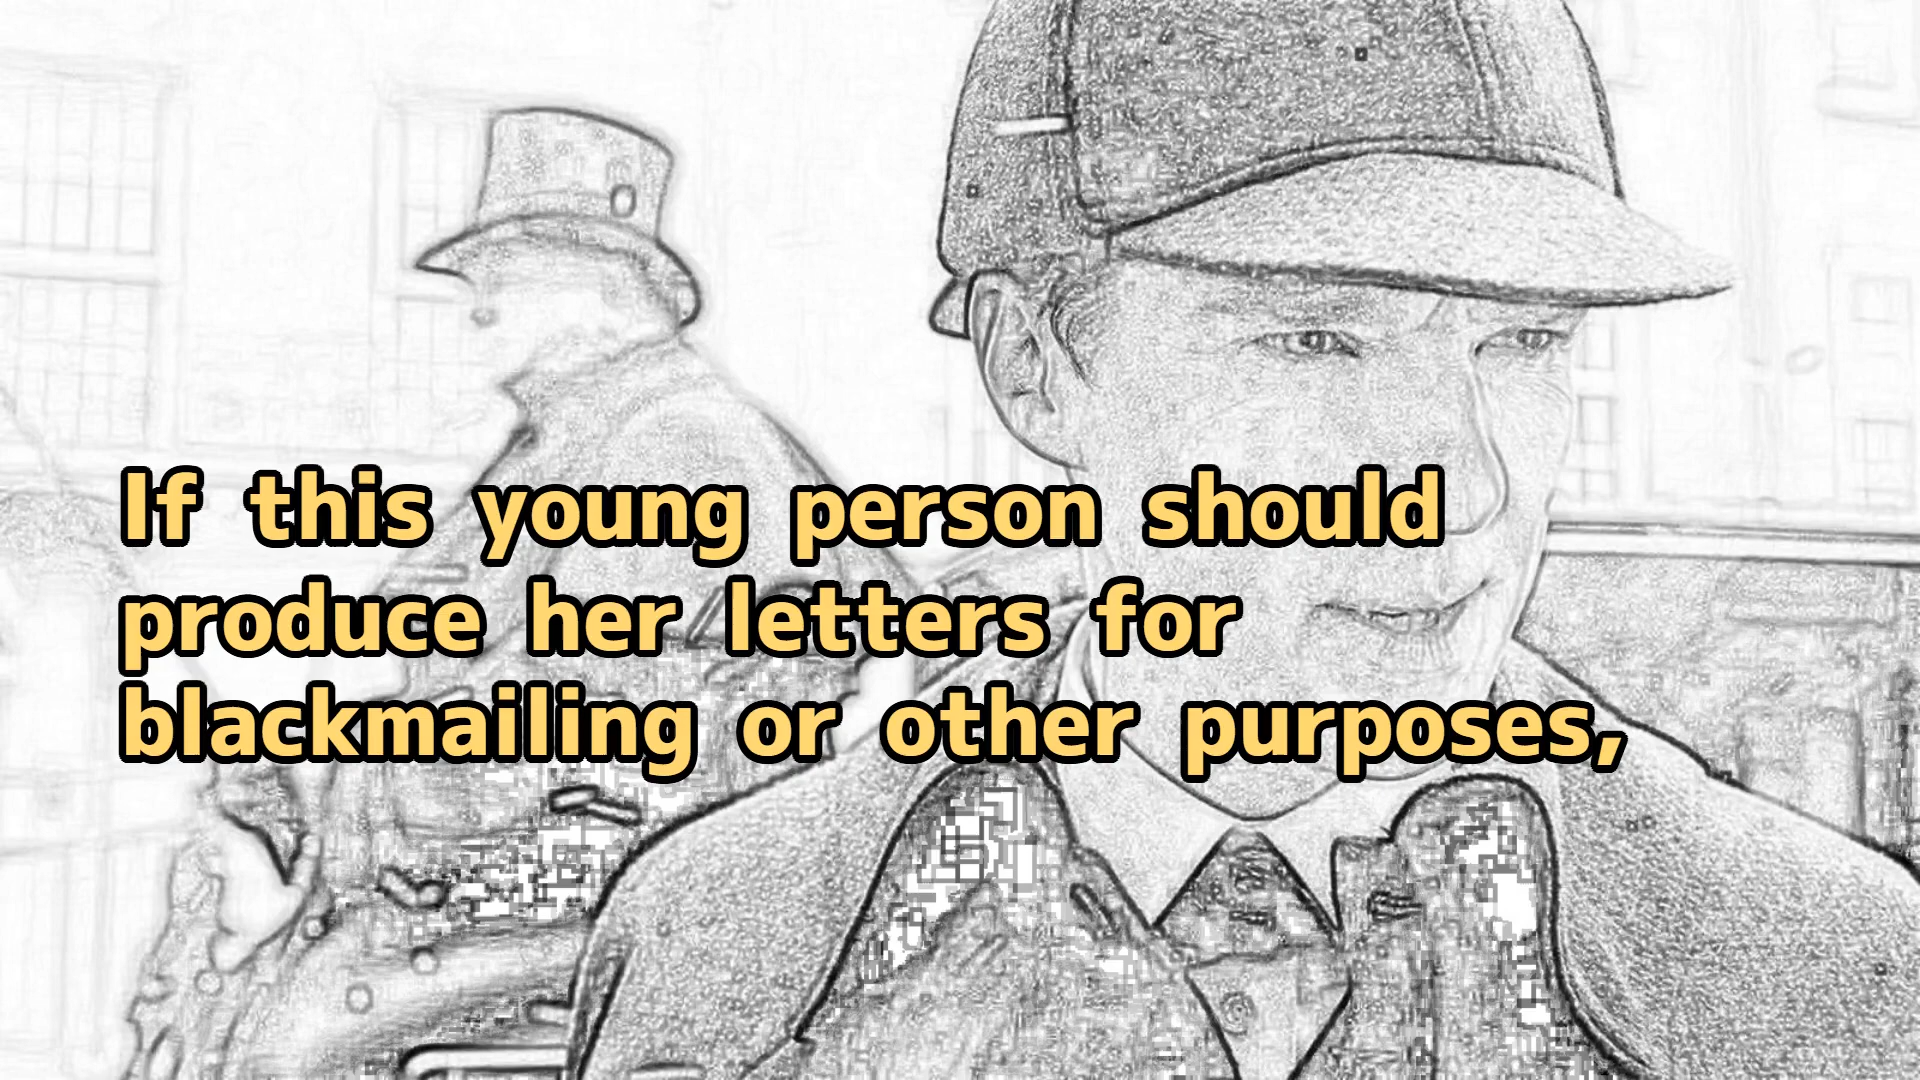 If this young person should
produce her letters for
blackmailing or other purposes,